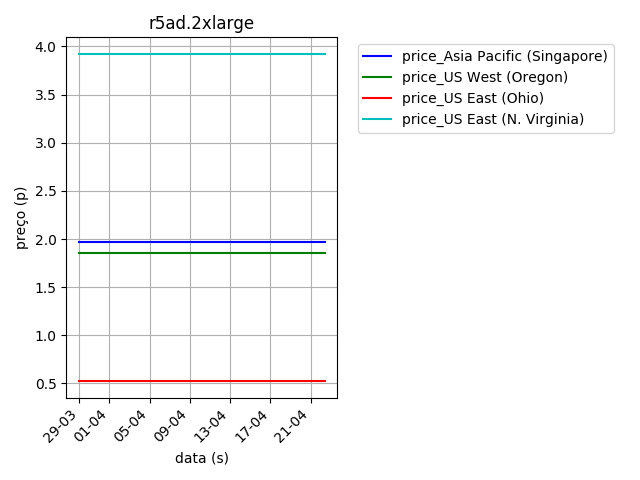 r5ad.2xlarge
4.0
3.5
3.0
2.5
2.0
1.5
1.0
0.5
preço (p)
29-03
01-04
05-04
09-04
13-04
17-04
21-04
data (s)
price_Asia Pacific (Singapore)
price_US West (Oregon)
price_US East (Ohio)
price_US East (N. Virginia)